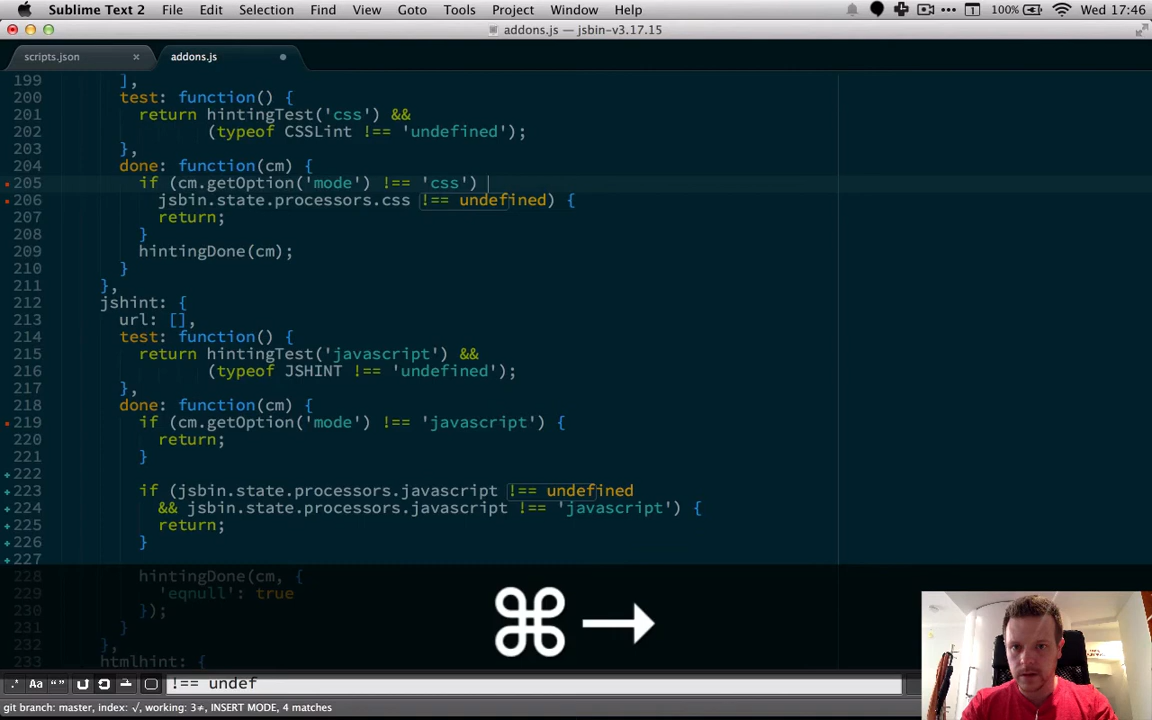 Sublime Text 2 File Edit Selection Find View Goto Tools Project Window Help 1 100% Wed 17:46
addons.js — jsbin-v3.17.15
scripts.json × addons.js
199 ],
200 test: function() {
201 return hintingTest('css') &&
202 (typeof CSSLint !== 'undefined');
203 },
204 done: function(cm) {
205 if (cm.getOption('mode') !== 'css')
206 jsbin.state.processors.css !== undefined) {
207 return;
208 }
209 hintingDone(cm);
210 }
211 },
212 jshint: {
213 url: [],
214 test: function() {
215 return hintingTest('javascript') &&
216 (typeof JSHINT !== 'undefined');
217 },
218 done: function(cm) {
219 if (cm.getOption('mode') !== 'javascript') {
220 return;
221 }
222
223 if (jsbin.state.processors.javascript !== undefined
224 && jsbin.state.processors.javascript !== 'javascript') {
225 return;
226 }
227
228 hintingDone(cm, {
229 'eqnull': true
230 });
231 }
232 },
233 htmlhint: {
⌘→
.* Aa “” !== undef
git branch: master, index: ✓, working: 3≠, INSERT MODE, 4 matches